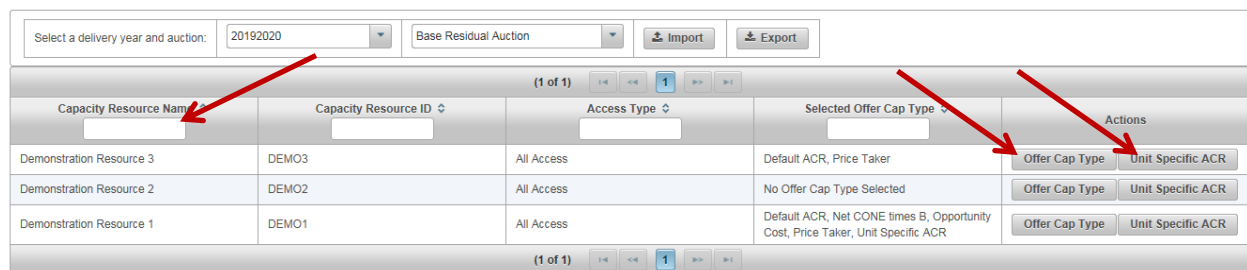 Select a delivery year and auction: 20192020 Base Residual Auction Import Export
(1 of 1) 1
Capacity Resource Name Capacity Resource ID Access Type Selected Offer Cap Type Actions
Demonstration Resource 3 DEMO3 All Access Default ACR, Price Taker Offer Cap Type Unit Specific ACR
Demonstration Resource 2 DEMO2 All Access No Offer Cap Type Selected Offer Cap Type Unit Specific ACR
Demonstration Resource 1 DEMO1 All Access Default ACR, Net CONE times B, Opportunity
Cost, Price Taker, Unit Specific ACR Offer Cap Type Unit Specific ACR
(1 of 1) 1